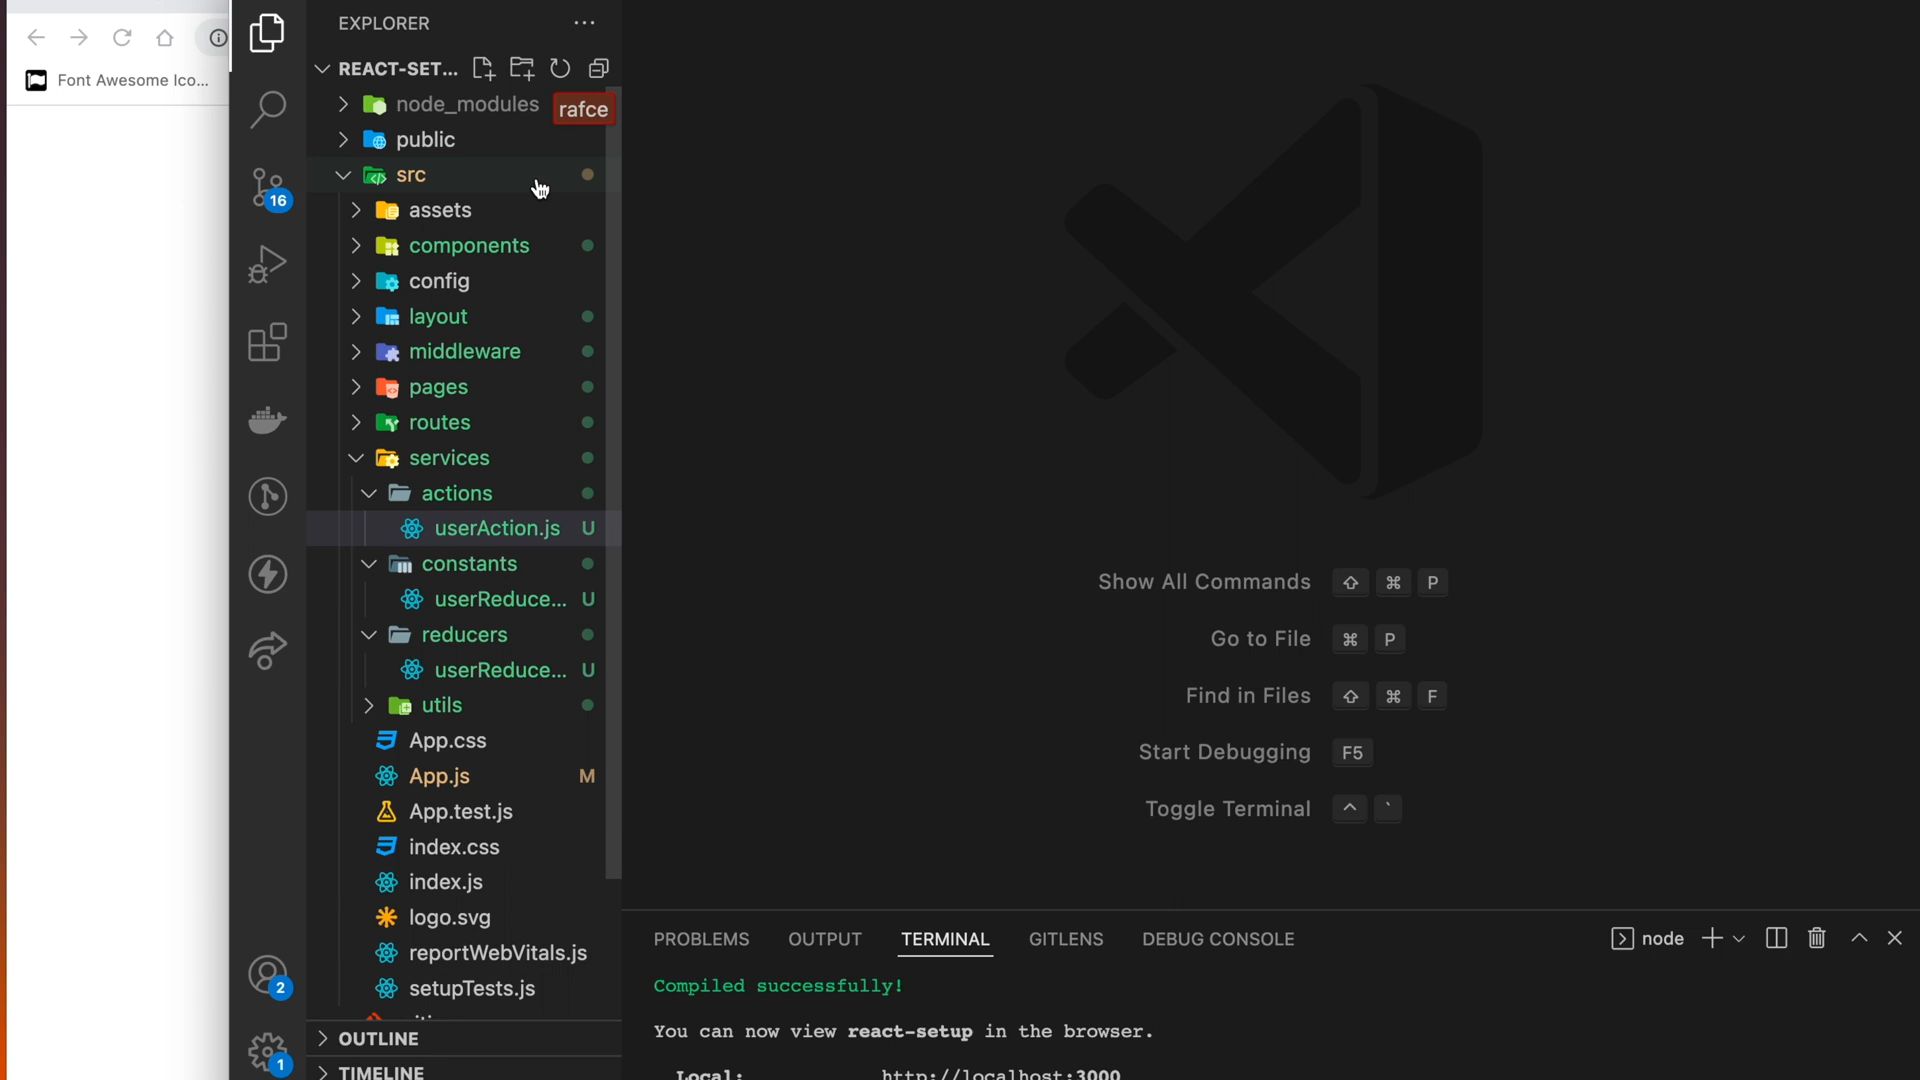 Font Awesome Ico...
EXPLORER
REACT-SET...
node_modules
rafce
public
src
assets
components
config
layout
middleware
pages
routes
services
actions
userAction.js U
constants
userReduce... U
reducers
userReduce... U
utils
App.css
App.js M
App.test.js
index.css
index.js
logo.svg
reportWebVitals.js
setupTests.js
OUTLINE
TIMELINE
16
2
1
Show All Commands ⇧ ⌘ P
Go to File ⌘ P
Find in Files ⇧ ⌘ F
Start Debugging F5
Toggle Terminal ^ `
PROBLEMS OUTPUT TERMINAL GITLENS DEBUG CONSOLE
node
Compiled successfully!
You can now view react-setup in the browser.
Local: http://localhost:3000